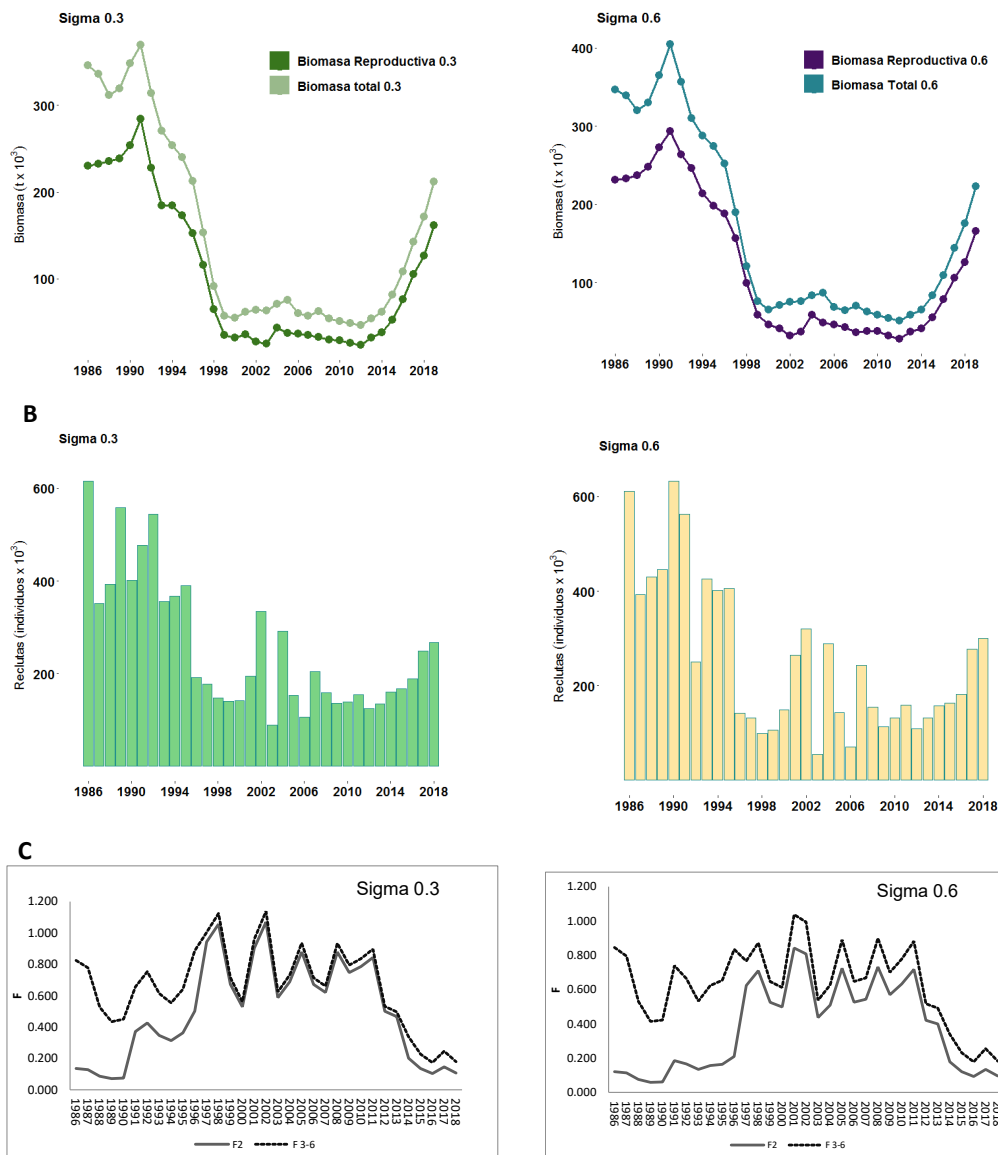 Sigma 0.3
Sigma 0.6
Biomasa Reproductiva 0.3
Biomasa total 0.3
Biomasa Reproductiva 0.6
Biomasa Total 0.6
Biomasa (t x 10³)
300
200
100
1986 1990 1994 1998 2002 2006 2010 2014 2018
Biomasa (t x 10³)
400
300
200
100
1986 1990 1994 1998 2002 2006 2010 2014 2018
B
Sigma 0.3
Sigma 0.6
Reclutas (individuos x 10³)
600
400
200
1986 1990 1994 1998 2002 2006 2010 2014 2018
Reclutas (individuos x 10³)
600
400
200
1986 1990 1994 1998 2002 2006 2010 2014 2018
C
Sigma 0.3
F
1.200
1.000
0.800
0.600
0.400
0.200
0.000
1986 1987 1988 1989 1990 1991 1992 1993 1994 1995 1996 1997 1998 1999 2000 2001 2002 2003 2004 2005 2006 2007 2008 2009 2010 2011 2012 2013 2014 2015 2016 2017 2018
F2 F 3-6
Sigma 0.6
F
1.200
1.000
0.800
0.600
0.400
0.200
0.000
1986 1987 1988 1989 1990 1991 1992 1993 1994 1995 1996 1997 1998 1999 2000 2001 2002 2003 2004 2005 2006 2007 2008 2009 2010 2011 2012 2013 2014 2015 2016 2017 2018
F2 F 3-6